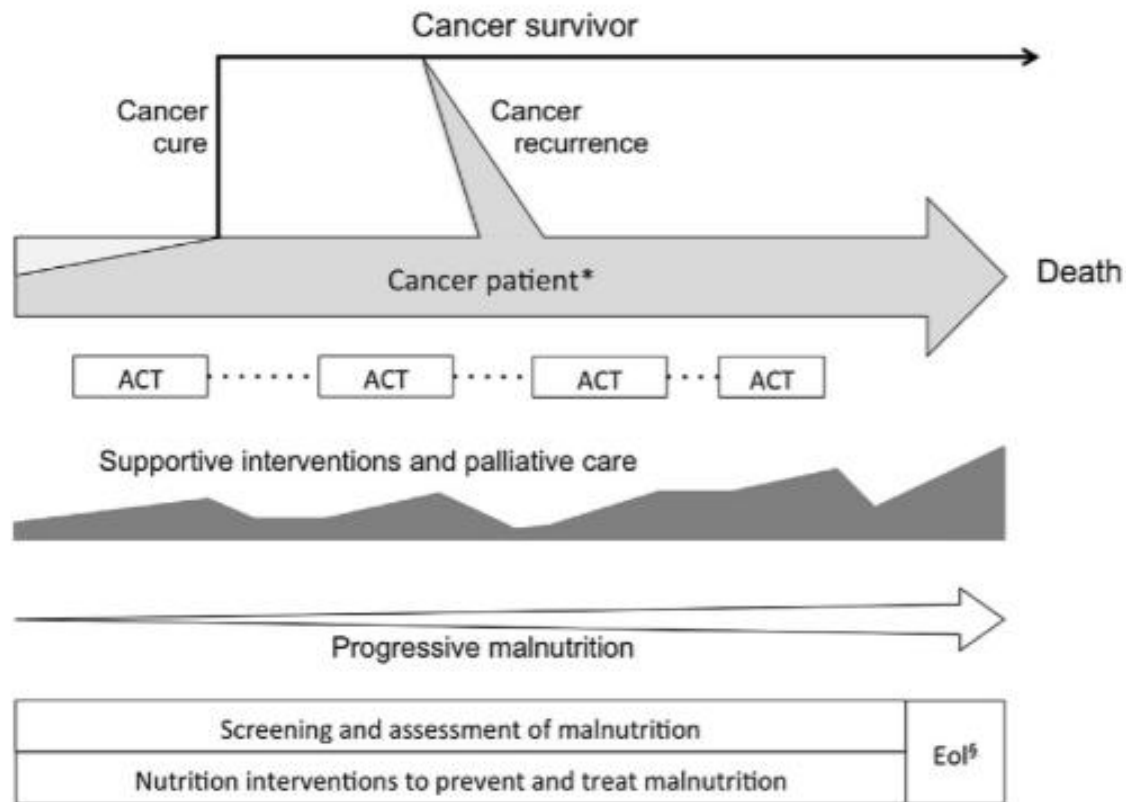 Cancer survivor
Cancer
cure
Cancer
recurrence
Cancer patient*
Death
ACT
ACT
ACT
ACT
Supportive interventions and palliative care
Progressive malnutrition
Screening and assessment of malnutrition
Nutrition interventions to prevent and treat malnutrition
Eol§